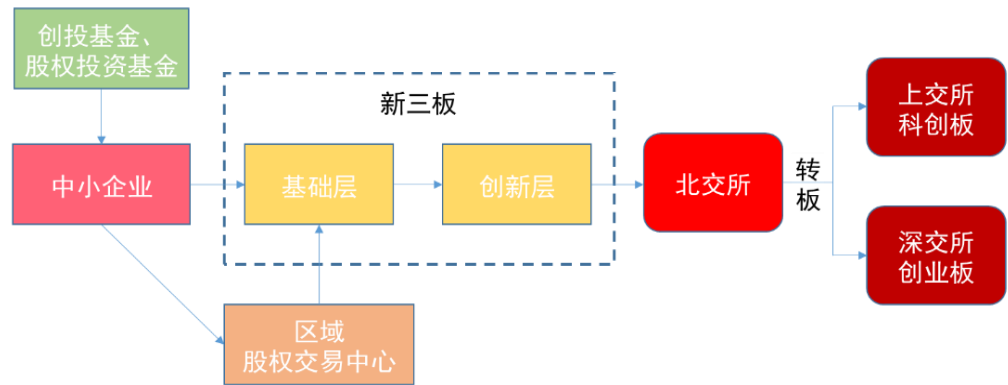 创投基金、
股权投资基金
新三板
中小企业
基础层
创新层
北交所
转
板
上交所
科创板
深交所
创业板
区域
股权交易中心